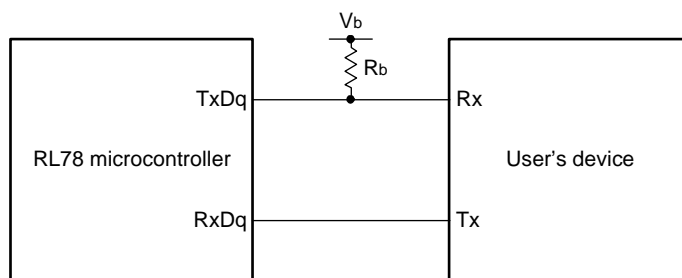 Vb
Rb
TxDq
Rx
RL78 microcontroller
User's device
RxDq
Tx